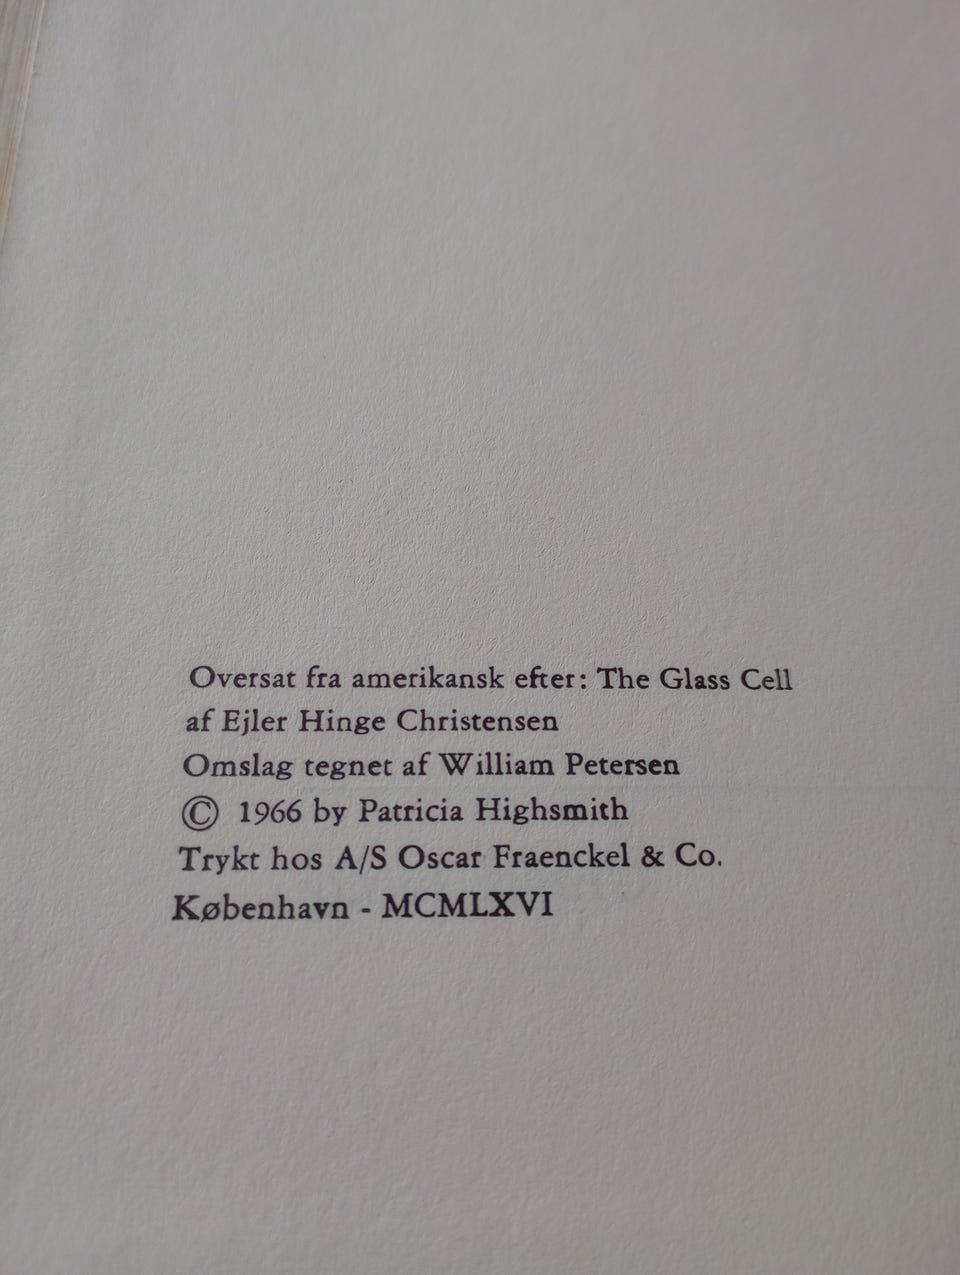 Oversat fra amerikansk efter: The Glass Cell
af Ejler Hinge Christensen
Omslag tegnet af William Petersen
© 1966 by Patricia Highsmith
Trykt hos A/S Oscar Fraenckel & Co.
København - MCMLXVI